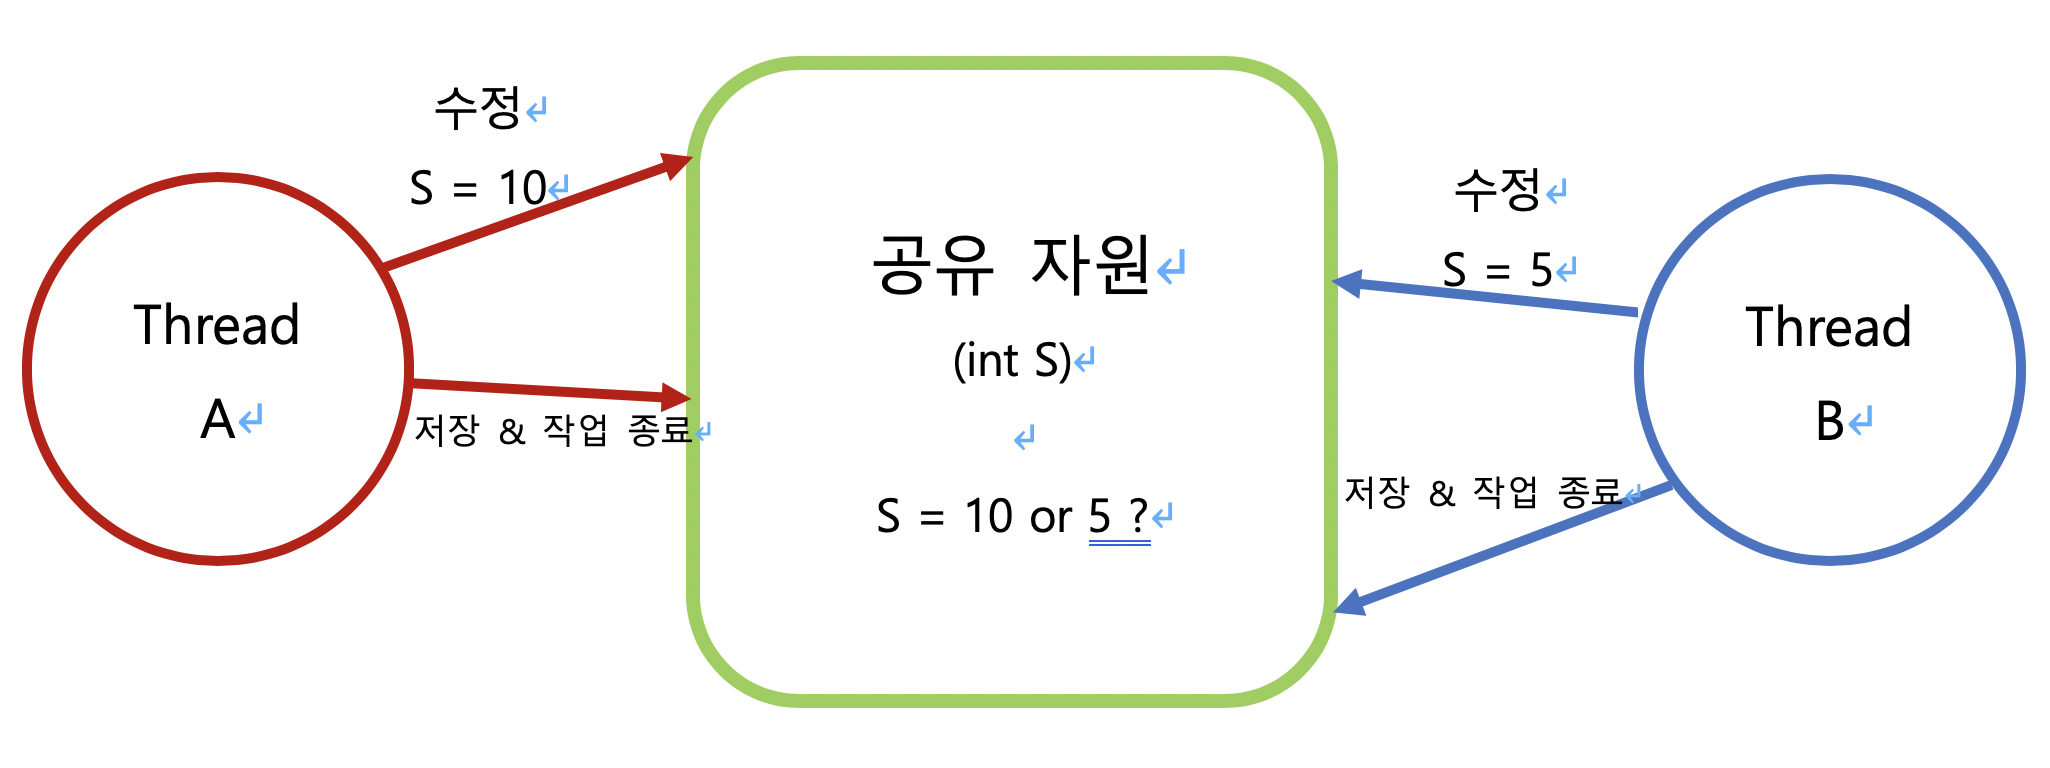 수정
S = 10
Thread
A
저장 & 작업 종료
공유 자원
(int S)
S = 10 or 5 ?
수정
S = 5
Thread
B
저장 & 작업 종료